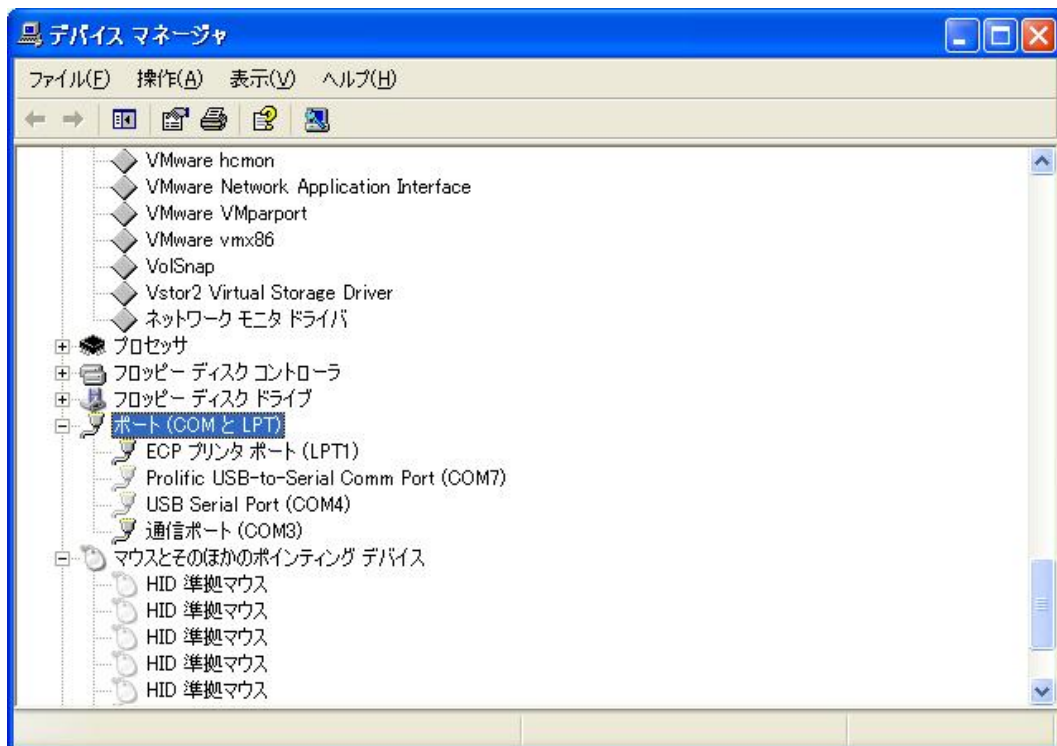 デバイス マネージャ
ファイル(F) 操作(A) 表示(V) ヘルプ(H)
VMware hcmon
VMware Network Application Interface
VMware VMparport
VMware vmx86
VolSnap
Vstor2 Virtual Storage Driver
ネットワーク モニタ ドライバ
プロセッサ
フロッピー ディスク コントローラ
フロッピー ディスク ドライブ
ポート (COM と LPT)
ECP プリンタ ポート (LPT1)
Prolific USB-to-Serial Comm Port (COM7)
USB Serial Port (COM4)
通信ポート (COM3)
マウスとそのほかのポインティング デバイス
HID 準拠マウス
HID 準拠マウス
HID 準拠マウス
HID 準拠マウス
HID 準拠マウス